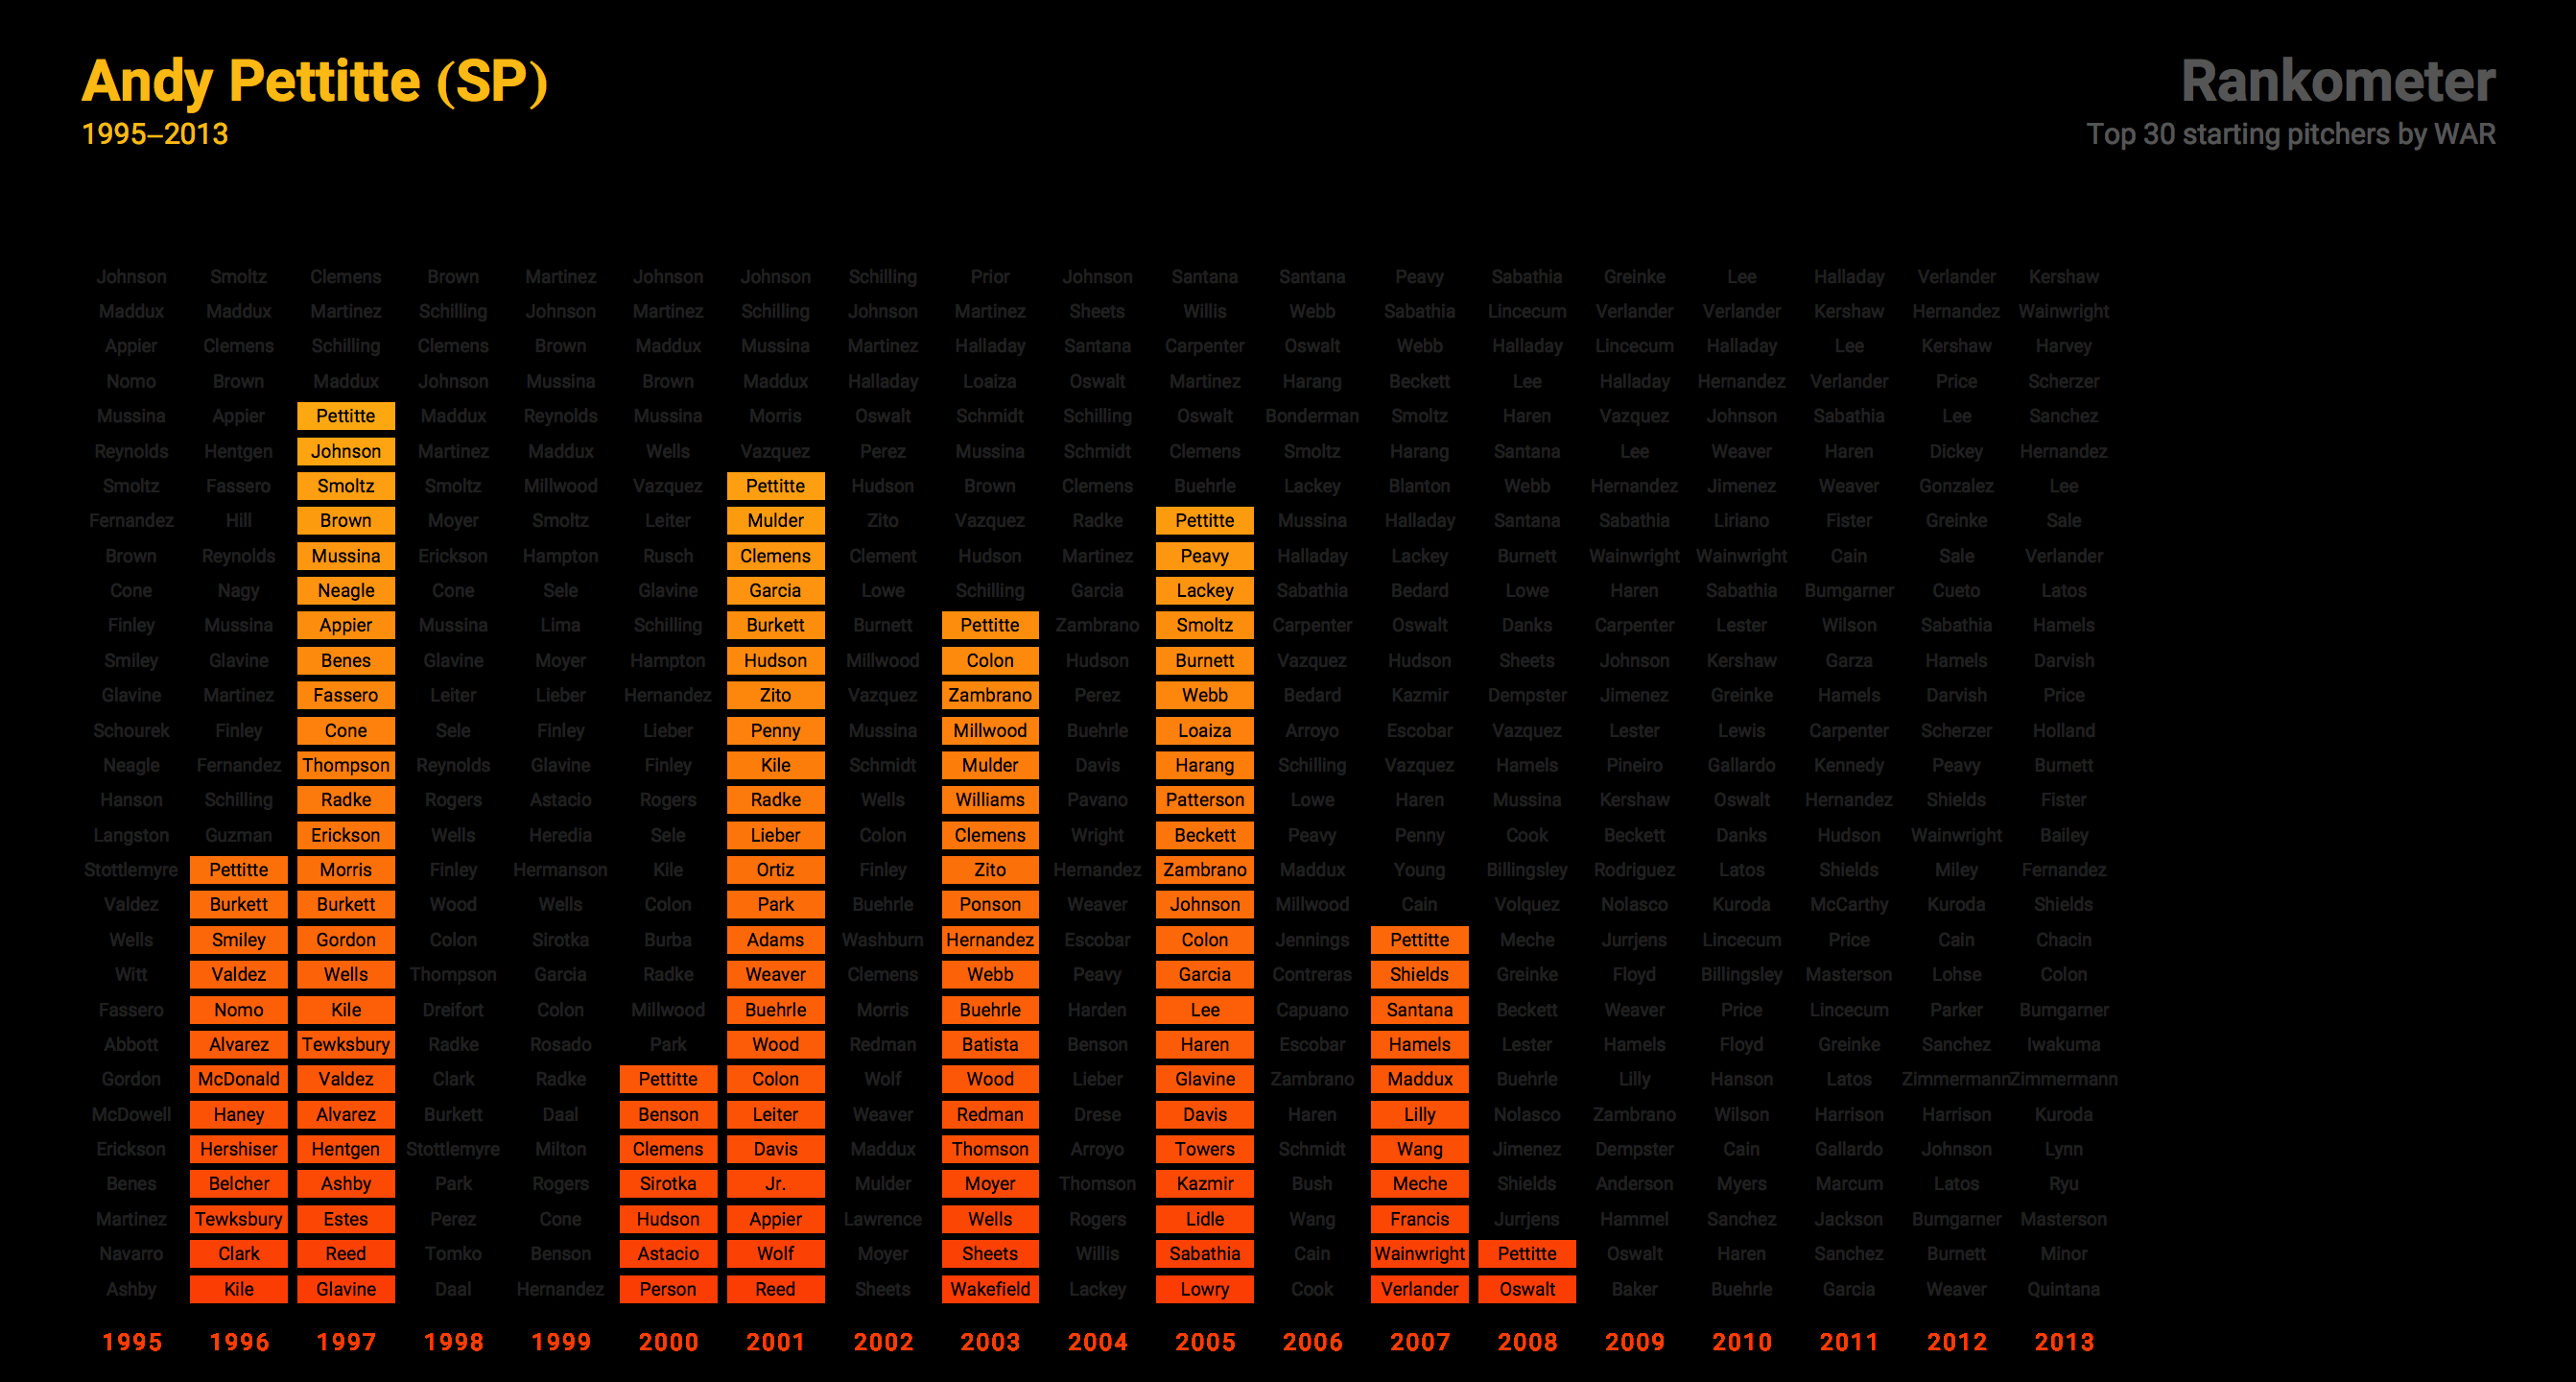 Andy Pettitte (SP)
1995–2013
Rankometer
Top 30 starting pitchers by WAR
Johnson Smoltz Clemens Brown Martinez Johnson Johnson Schilling Prior Johnson Santana Santana Peavy Sabathia Greinke Lee Halladay Verlander Kershaw
Maddux Maddux Martinez Schilling Johnson Martinez Schilling Johnson Martinez Sheets Willis Webb Sabathia Lincecum Verlander Verlander Kershaw Hernandez Wainwright
Appier Clemens Schilling Clemens Brown Maddux Mussina Martinez Halladay Santana Carpenter Oswalt Webb Halladay Lincecum Halladay Lee Kershaw Harvey
Nomo Brown Maddux Johnson Mussina Brown Maddux Halladay Loaiza Oswalt Martinez Harang Beckett Lee Halladay Hernandez Verlander Price Scherzer
Mussina Appier Pettitte Maddux Reynolds Mussina Morris Oswalt Schmidt Schilling Oswalt Bonderman Smoltz Haren Vazquez Johnson Sabathia Lee Sanchez
Reynolds Hentgen Johnson Martinez Maddux Wells Vazquez Perez Mussina Schmidt Clemens Smoltz Harang Santana Lee Weaver Haren Dickey Hernandez
Smoltz Fassero Smoltz Smoltz Millwood Vazquez Pettitte Hudson Brown Clemens Buehrle Lackey Blanton Webb Hernandez Jimenez Weaver Gonzalez Lee
Fernandez Hill Brown Moyer Smoltz Leiter Mulder Zito Vazquez Radke Pettitte Mussina Halladay Santana Sabathia Liriano Fister Greinke Sale
Brown Reynolds Mussina Erickson Hampton Rusch Clemens Clement Hudson Martinez Peavy Halladay Lackey Burnett Wainwright Wainwright Cain Sale Verlander
Cone Nagy Neagle Cone Sele Glavine Garcia Lowe Schilling Garcia Lackey Sabathia Bedard Lowe Haren Sabathia Bumgarner Cueto Latos
Finley Mussina Appier Mussina Lima Schilling Burkett Burnett Pettitte Zambrano Smoltz Carpenter Oswalt Danks Carpenter Lester Wilson Sabathia Hamels
Smiley Glavine Benes Glavine Moyer Hampton Hudson Millwood Colon Hudson Burnett Vazquez Hudson Sheets Johnson Kershaw Garza Hamels Darvish
Glavine Martinez Fassero Leiter Lieber Hernandez Zito Vazquez Zambrano Perez Webb Bedard Kazmir Dempster Jimenez Greinke Hamels Darvish Price
Schourek Finley Cone Sele Finley Lieber Penny Mussina Millwood Buehrle Loaiza Arroyo Escobar Vazquez Lester Lewis Carpenter Scherzer Holland
Neagle Fernandez Thompson Reynolds Glavine Finley Kile Schmidt Mulder Davis Harang Schilling Vazquez Hamels Pineiro Gallardo Kennedy Peavy Burnett
Hanson Schilling Radke Rogers Astacio Rogers Radke Wells Williams Pavano Patterson Lowe Haren Mussina Kershaw Oswalt Hernandez Shields Fister
Langston Guzman Erickson Wells Heredia Sele Lieber Colon Clemens Wright Beckett Peavy Penny Cook Beckett Danks Hudson Wainwright Bailey
Stottlemyre Pettitte Morris Finley Hermanson Kile Ortiz Finley Zito Hernandez Zambrano Maddux Young Billingsley Rodriguez Latos Shields Miley Fernandez
Valdez Burkett Burkett Wood Wells Colon Park Buehrle Ponson Weaver Johnson Millwood Cain Volquez Nolasco Kuroda McCarthy Kuroda Shields
Wells Smiley Gordon Colon Sirotka Burba Adams Washburn Hernandez Escobar Colon Jennings Pettitte Meche Jurrjens Lincecum Price Cain Chacin
Witt Valdez Wells Thompson Garcia Radke Weaver Clemens Webb Peavy Garcia Contreras Shields Greinke Floyd Billingsley Masterson Lohse Colon
Fassero Nomo Kile Dreifort Colon Millwood Buehrle Morris Buehrle Harden Lee Capuano Santana Beckett Weaver Price Lincecum Parker Bumgarner
Abbott Alvarez Tewksbury Radke Rosado Park Wood Redman Batista Benson Haren Escobar Hamels Lester Hamels Floyd Greinke Sanchez Iwakuma
Gordon McDonald Valdez Clark Radke Pettitte Colon Wolf Wood Lieber Glavine Zambrano Maddux Buehrle Lilly Hanson Latos Zimmermann Zimmermann
McDowell Haney Alvarez Burkett Daal Benson Leiter Weaver Redman Drese Davis Haren Lilly Nolasco Zambrano Wilson Harrison Harrison Kuroda
Erickson Hershiser Hentgen Stottlemyre Milton Clemens Davis Maddux Thomson Arroyo Towers Schmidt Wang Jimenez Dempster Cain Gallardo Johnson Lynn
Benes Belcher Ashby Park Rogers Sirotka Jr. Mulder Moyer Thomson Kazmir Bush Meche Shields Anderson Myers Marcum Latos Ryu
Martinez Tewksbury Estes Perez Cone Hudson Appier Lawrence Wells Rogers Lidle Wang Francis Jurrjens Hammel Sanchez Jackson Bumgarner Masterson
Navarro Clark Reed Tomko Benson Astacio Wolf Moyer Sheets Willis Sabathia Cain Wainwright Pettitte Oswalt Haren Sanchez Burnett Minor
Ashby Kile Glavine Daal Hernandez Person Reed Sheets Wakefield Lackey Lowry Cook Verlander Oswalt Baker Buehrle Garcia Weaver Quintana
1995 1996 1997 1998 1999 2000 2001 2002 2003 2004 2005 2006 2007 2008 2009 2010 2011 2012 2013